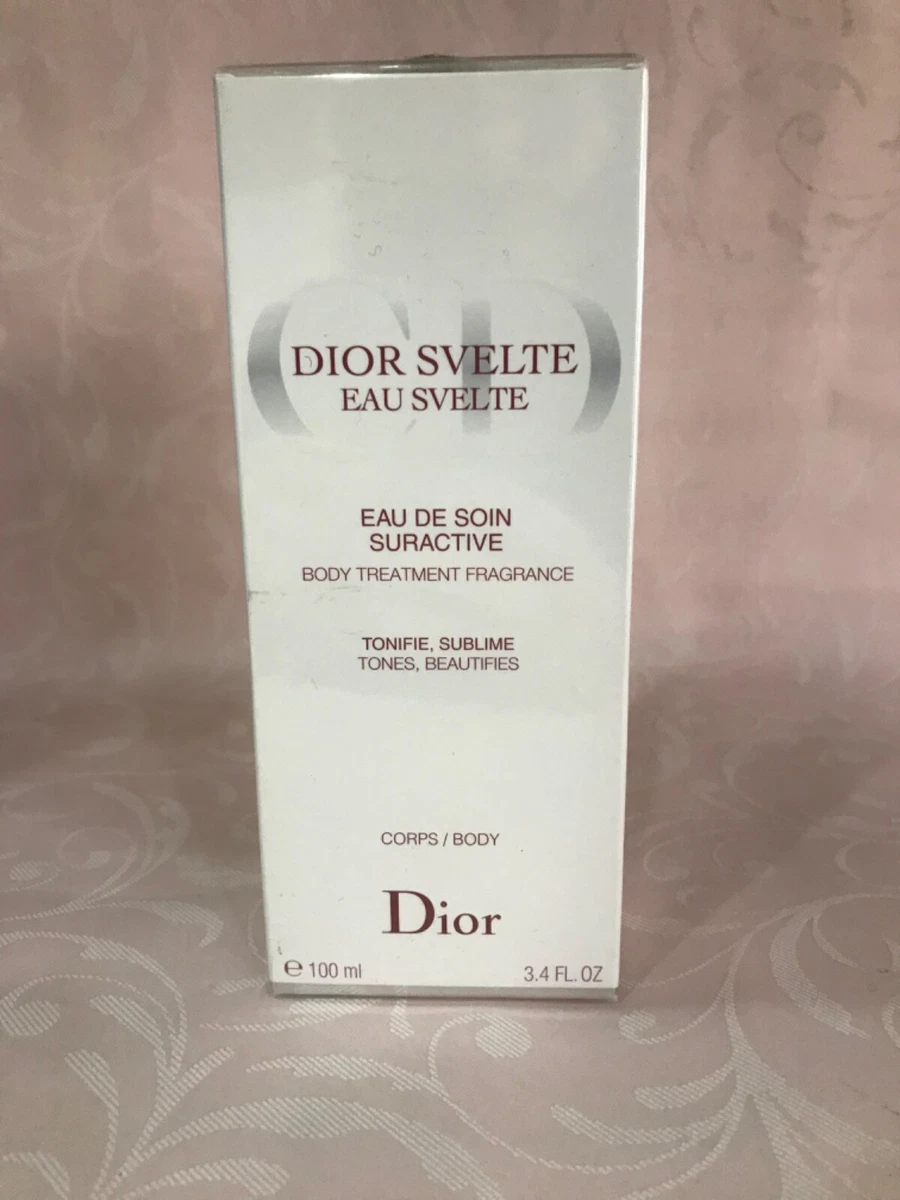 CD
DIOR SVELTE
EAU SVELTE
EAU DE SOIN
SURACTIVE
BODY TREATMENT FRAGRANCE
TONIFIE, SUBLIME
TONES, BEAUTIFIES
CORPS / BODY
Dior
℮ 100 ml
3.4 FL. OZ